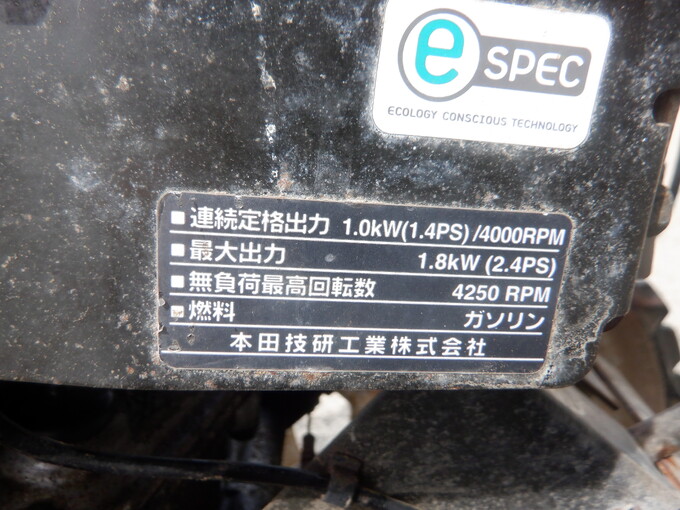 e SPEC
ECOLOGY CONSCIOUS TECHNOLOGY
■連続定格出力 1.0kW(1.4PS)/4000RPM
■最大出力 1.8kW (2.4PS)
■無負荷最高回転数 4250 RPM
■燃料 ガソリン
本田技研工業株式会社